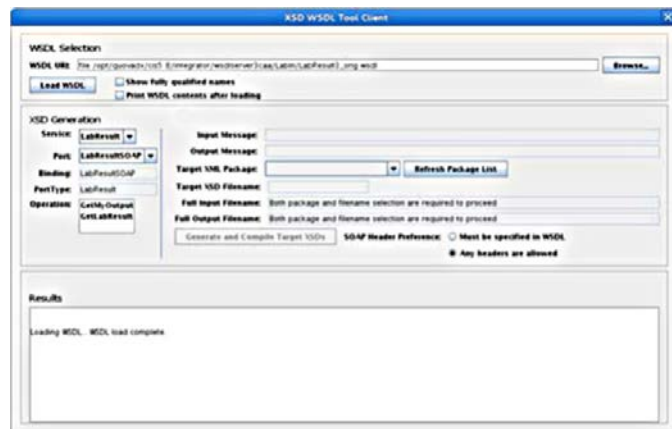 XSD WSDL Tool Client
WSDL Selection
WSDL URI:
Browse...
Load WSDL
Show fully qualified names
Print WSDL contents after loading
XSD Generation
Service: LabResult
Port: LabResultSOAP
Binding: LabResultSOAP
PortType: LabResult
Operation: GetMyOutput
GetLabResult
Input Message:
Output Message:
Target XML Package:
Refresh Package List
Target XSD Filename:
Full Input Filename: Both package and filename selection are required to proceed
Full Output Filename: Both package and filename selection are required to proceed
Generate and Compile Target XSDs
SOAP Header Preference:
Must be specified in WSDL
Any headers are allowed
Results
Loading WSDL... WSDL load complete